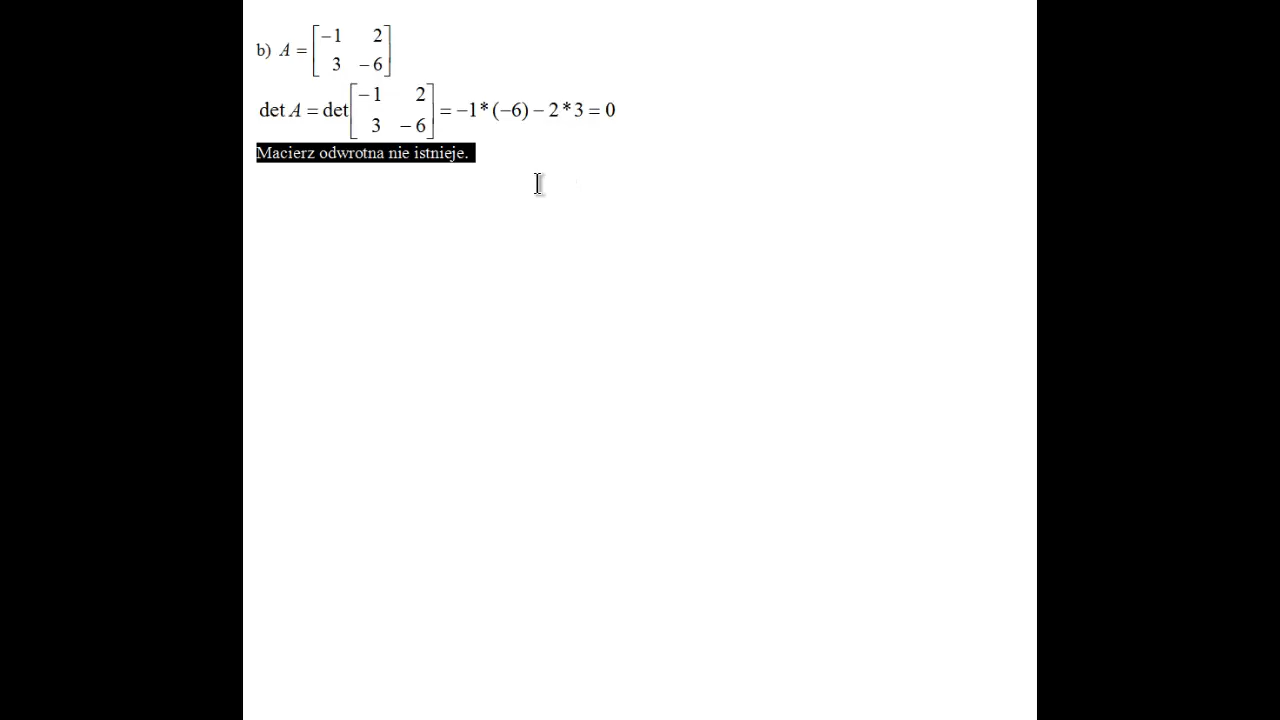 b) A = [ −1 2 ; 3 −6 ]
det A = det [ −1 2 ; 3 −6 ] = −1 * (−6) − 2 * 3 = 0
Macierz odwrotna nie istnieje.